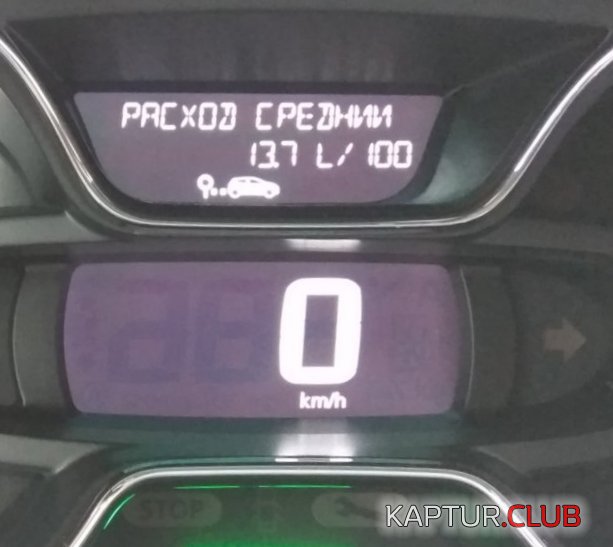 РАСХОД СРЕДНИЙ
13.7 L/100
0
km/h
STOP
KAPTUR.CLUB